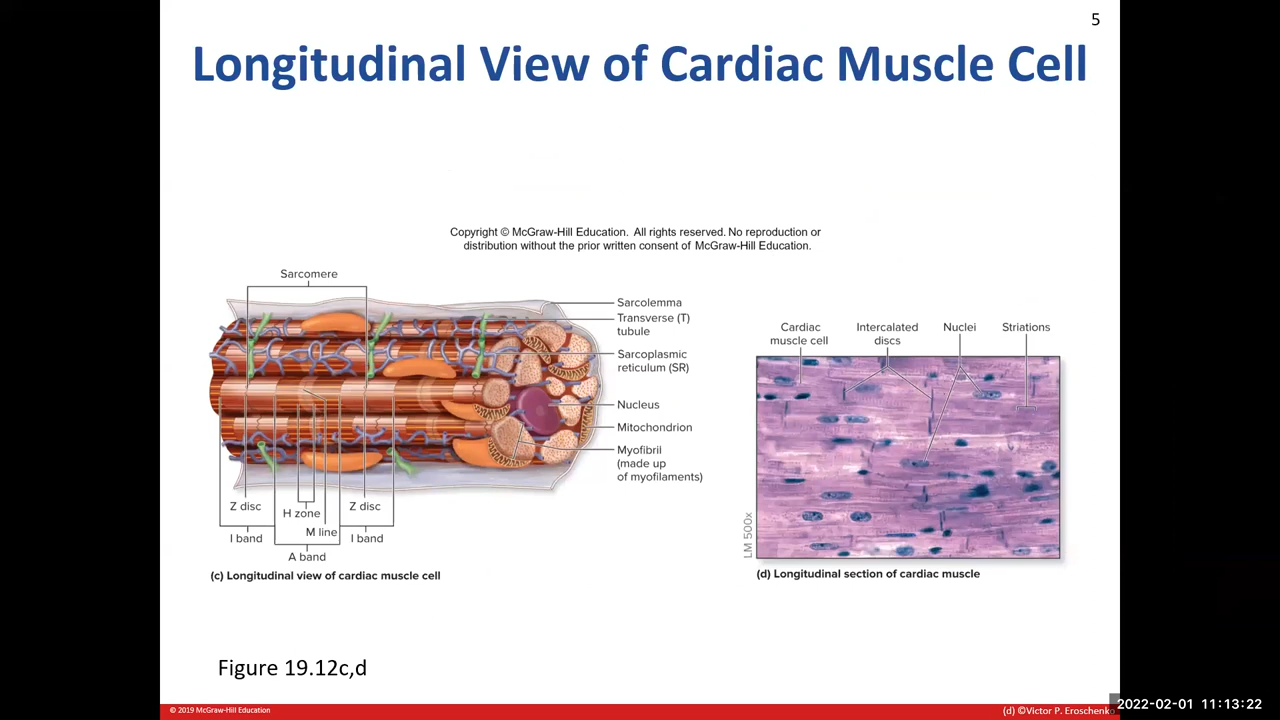 5
Longitudinal View of Cardiac Muscle Cell
Copyright © McGraw-Hill Education. All rights reserved. No reproduction or
distribution without the prior written consent of McGraw-Hill Education.
Sarcomere
Sarcolemma
Transverse (T)
tubule
Sarcoplasmic
reticulum (SR)
Nucleus
Mitochondrion
Myofibril
(made up
of myofilaments)
Z disc
H zone
Z disc
I band
M line
I band
A band
(c) Longitudinal view of cardiac muscle cell
Cardiac
muscle cell
Intercalated
discs
Nuclei
Striations
LM 500x
(d) Longitudinal section of cardiac muscle
Figure 19.12c,d
© 2019 McGraw-Hill Education
(d) ©Victor P. Eroschenko
2022-02-01 11:13:22